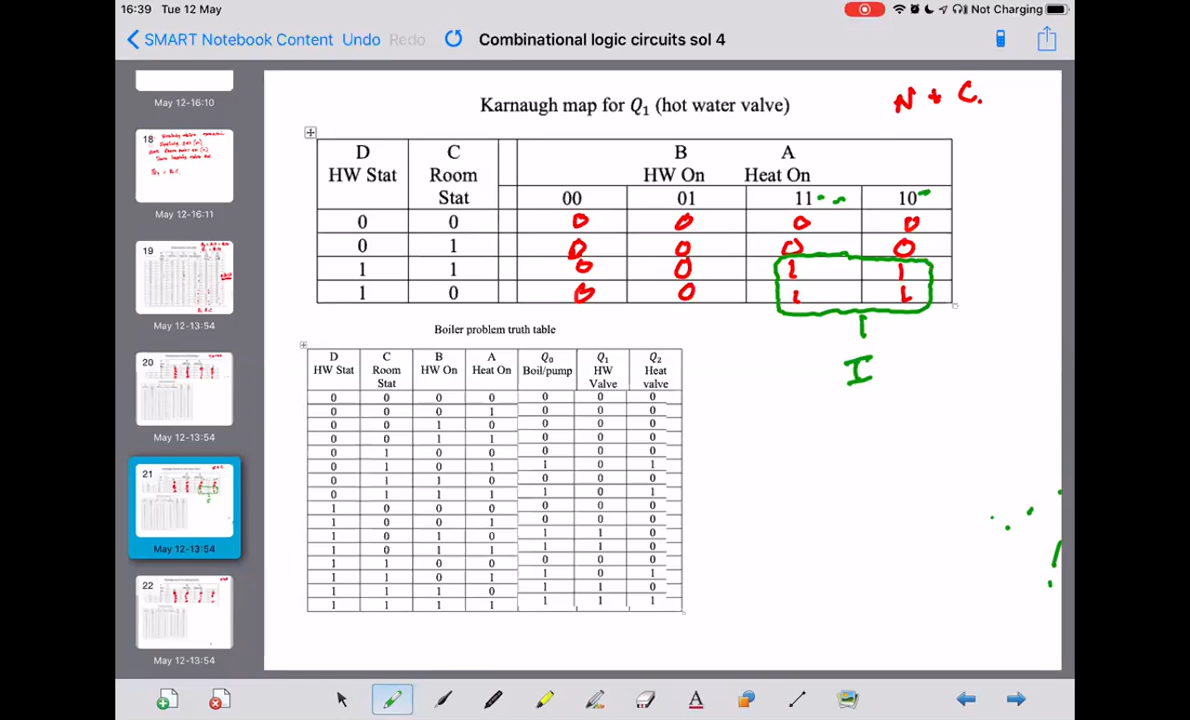 16:39 Tue 12 May
Not Charging
SMART Notebook Content Undo Redo
Combinational logic circuits sol 4
May 12-16:10
18
May 12-16:11
19
May 12-13:54
20
May 12-13:54
21
May 12-13:54
22
May 12-13:54
Karnaugh map for Q₁ (hot water valve)
N + C.
D C B A
HW Stat Room HW On Heat On
Stat 00 01 11 10
0 0 0 0 0 0
0 1 0 0 0 0
1 1 0 0 1 1
1 0 0 0 1 1
I
Boiler problem truth table
D C B A Q₀ Q₁ Q₂
HW Stat Room HW On Heat On Boil/pump HW Heat
Stat Valve valve
0 0 0 0 0 0 0
0 0 0 1 0 0 0
0 0 1 0 0 0 0
0 0 1 1 0 0 0
0 1 0 0 0 0 0
0 1 0 1 1 0 1
0 1 1 0 0 0 0
0 1 1 1 1 0 1
1 0 0 0 0 0 0
1 0 0 1 0 0 0
1 0 1 0 1 1 0
1 0 1 1 1 1 0
1 1 0 0 0 0 0
1 1 0 1 1 0 1
1 1 1 0 1 1 0
1 1 1 1 1 1 1
A